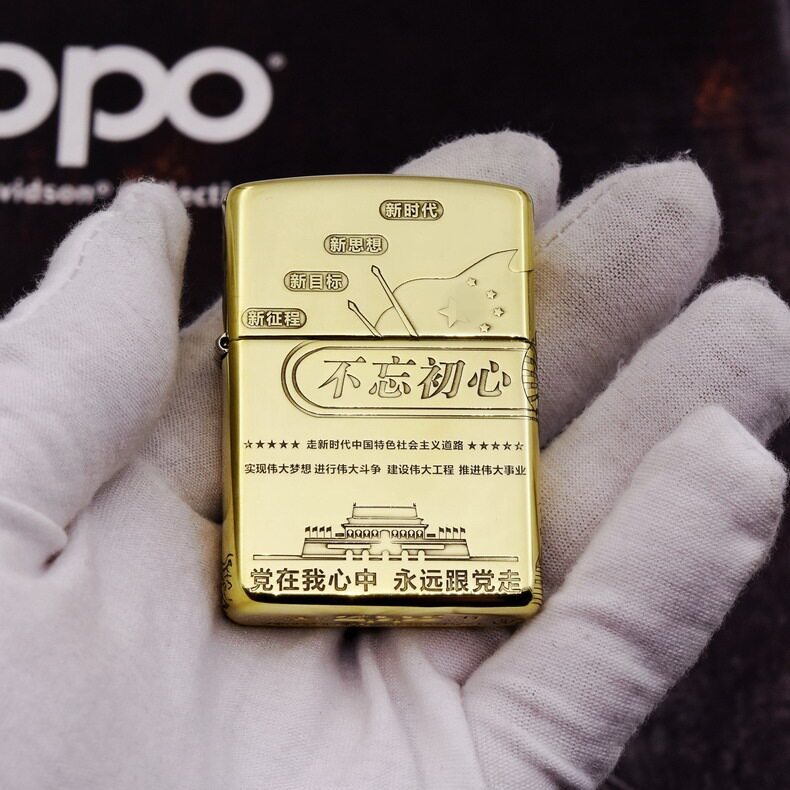 ppo
vidson® Collecti
新时代
新思想
新目标
新征程
不忘初心
★★★★★ 走新时代中国特色社会主义道路 ★★★★★
实现伟大梦想 进行伟大斗争 建设伟大工程 推进伟大事业
党在我心中 永远跟党走